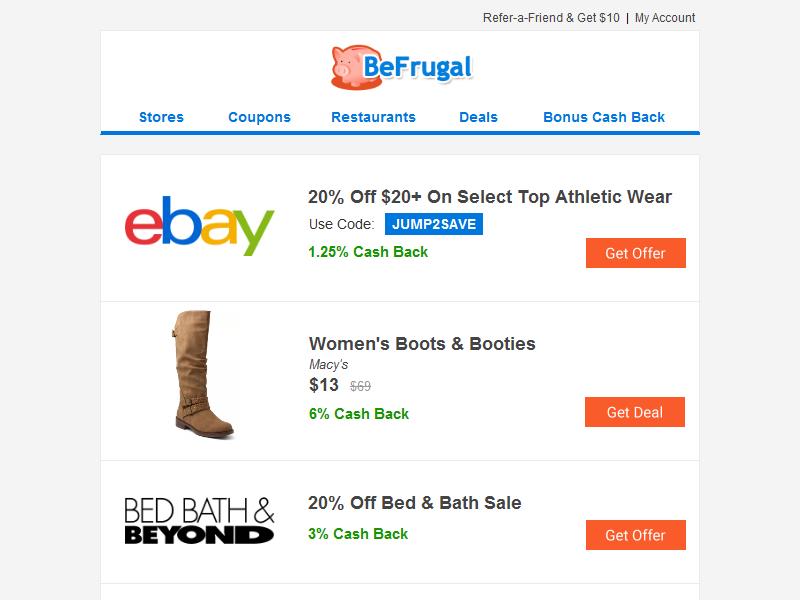 Refer-a-Friend & Get $10 | My Account
BeFrugal
Stores Coupons Restaurants Deals Bonus Cash Back
ebay
20% Off $20+ On Select Top Athletic Wear
Use Code: JUMP2SAVE
1.25% Cash Back
Get Offer
Women's Boots & Booties
Macy's
$13 $69
6% Cash Back
Get Deal
BED BATH &
BEYOND
20% Off Bed & Bath Sale
3% Cash Back
Get Offer